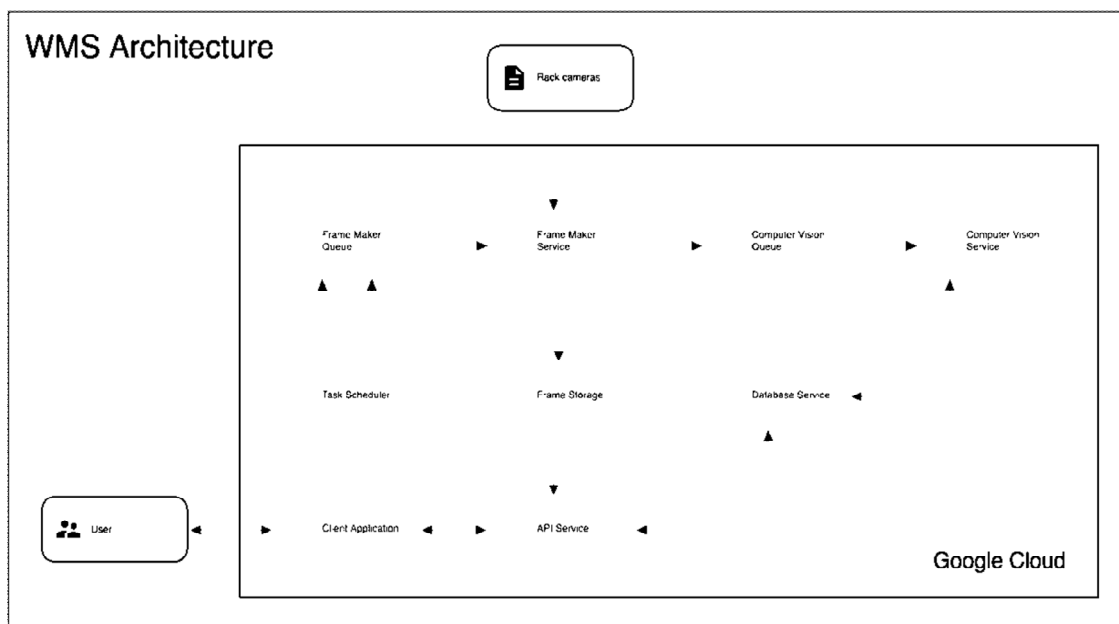 WMS Architecture
Rack cameras
Frame Maker
Queue
Frame Maker
Service
Computer Vision
Queue
Computer Vision
Service
Task Scheduler
Frame Storage
Database Service
User
Client Application
API Service
Google Cloud